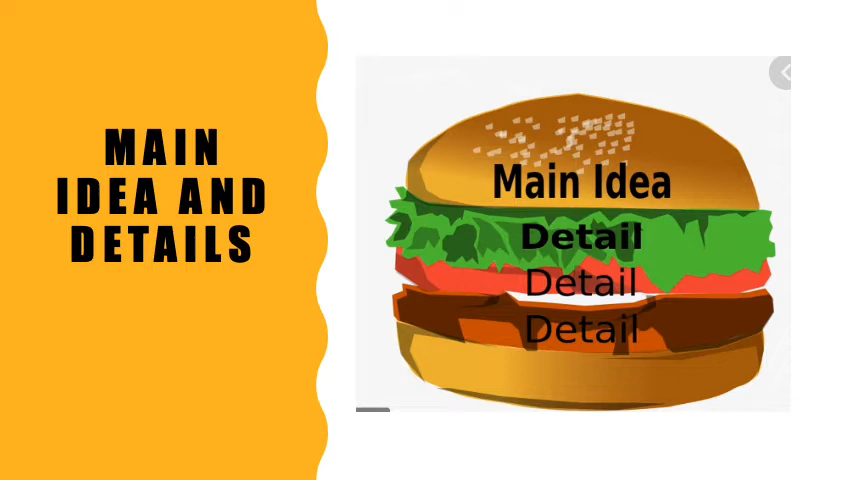 MAIN
IDEA AND
DETAILS
Main Idea
Detail
Detail
Detail